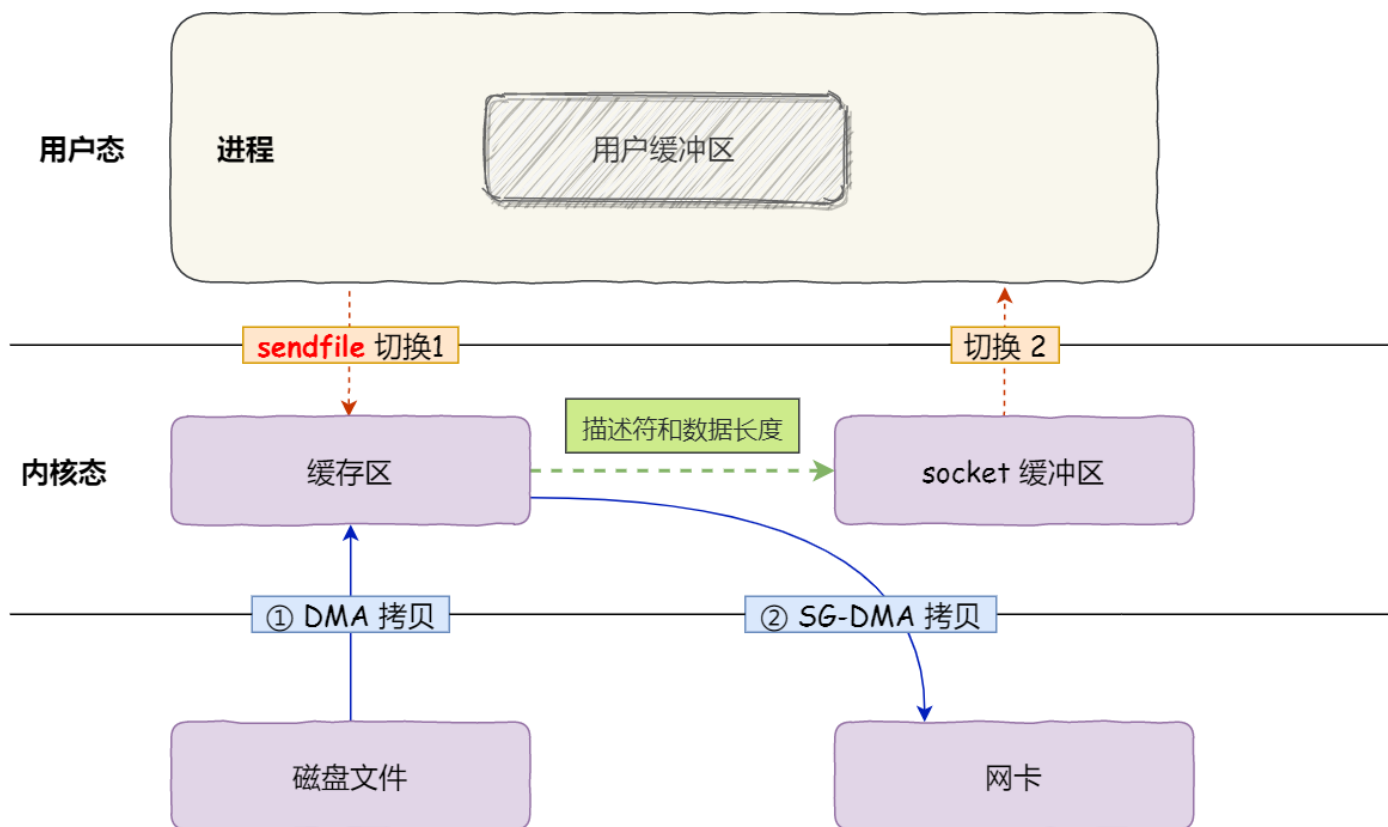 用户态
进程
用户缓冲区
sendfile 切换1
切换 2
描述符和数据长度
内核态
缓存区
socket 缓冲区
① DMA 拷贝
② SG-DMA 拷贝
磁盘文件
网卡